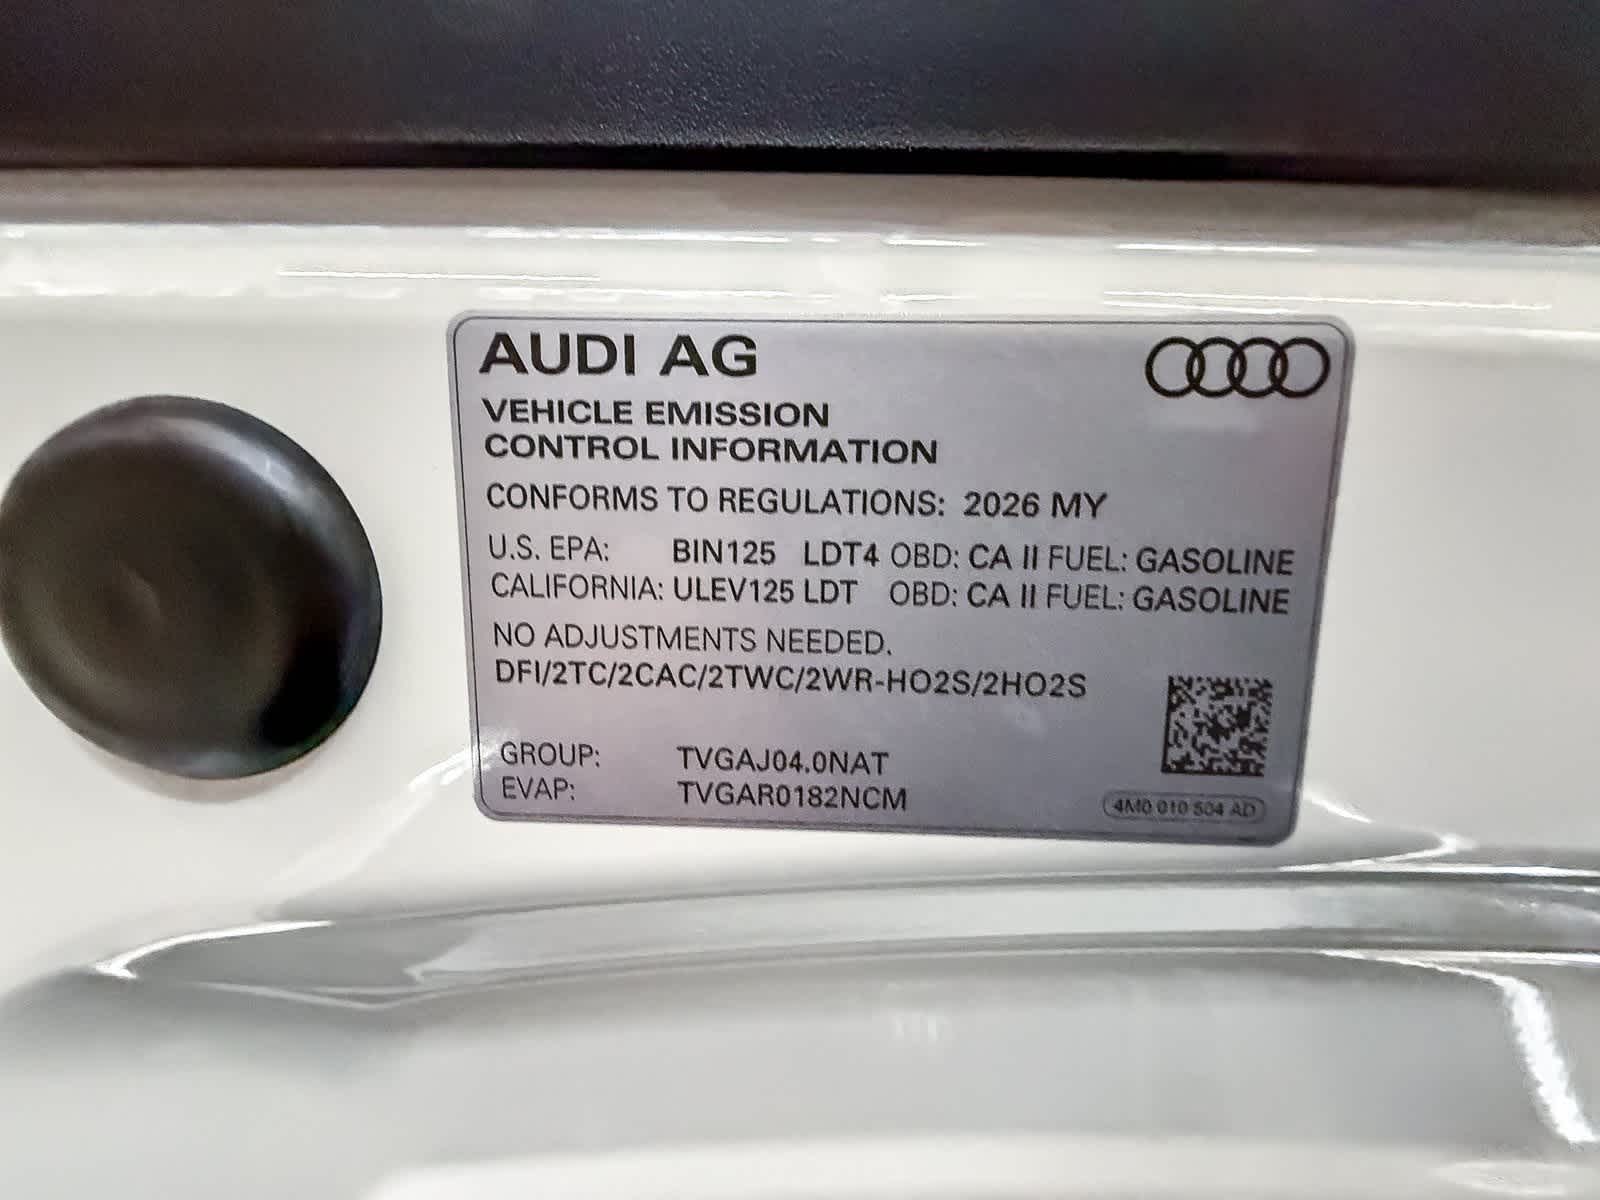 AUDI AG
VEHICLE EMISSION
CONTROL INFORMATION
CONFORMS TO REGULATIONS: 2026 MY
U.S. EPA: BIN125 LDT4 OBD: CA II FUEL: GASOLINE
CALIFORNIA: ULEV125 LDT OBD: CA II FUEL: GASOLINE
NO ADJUSTMENTS NEEDED.
DFI/2TC/2CAC/2TWC/2WR-HO2S/2HO2S
GROUP: TVGAJ04.0NAT
EVAP: TVGAR0182NCM
4M0 010 504 AD